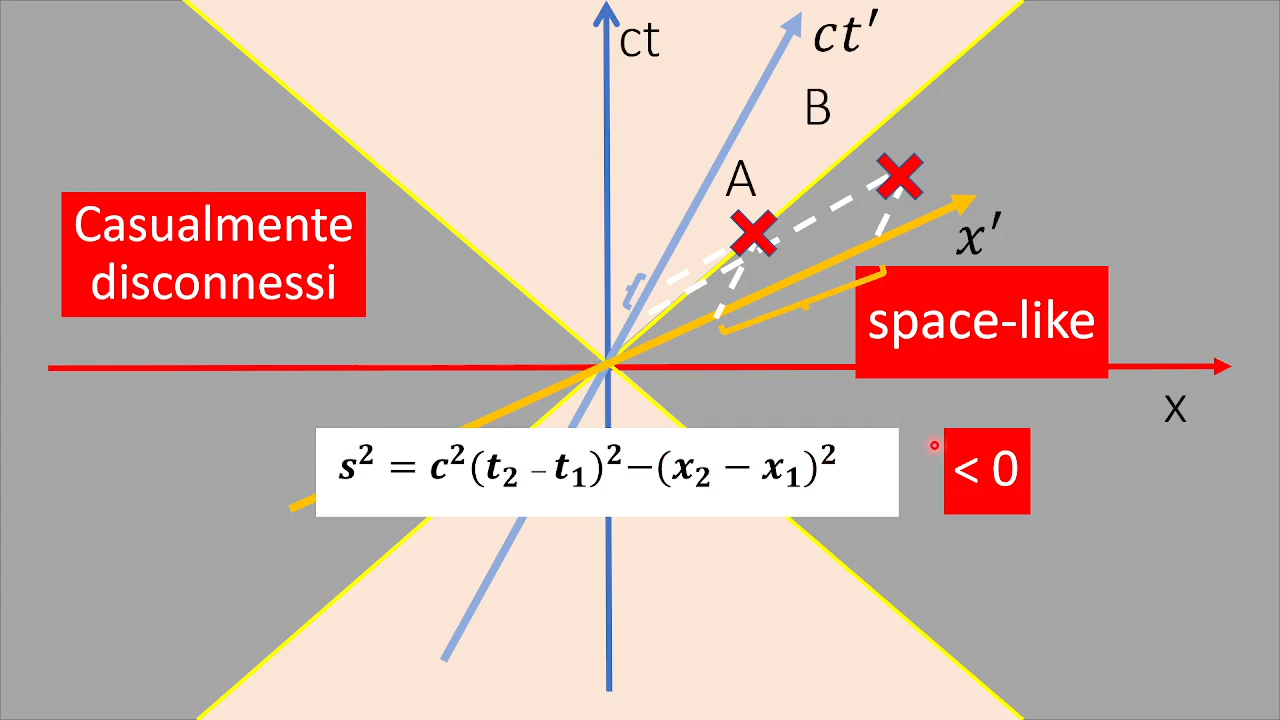 ct
ct′
B
A
Casualmente
disconnessi
x′
space-like
x
s² = c²(t₂ − t₁)²−(x₂ − x₁)²
< 0